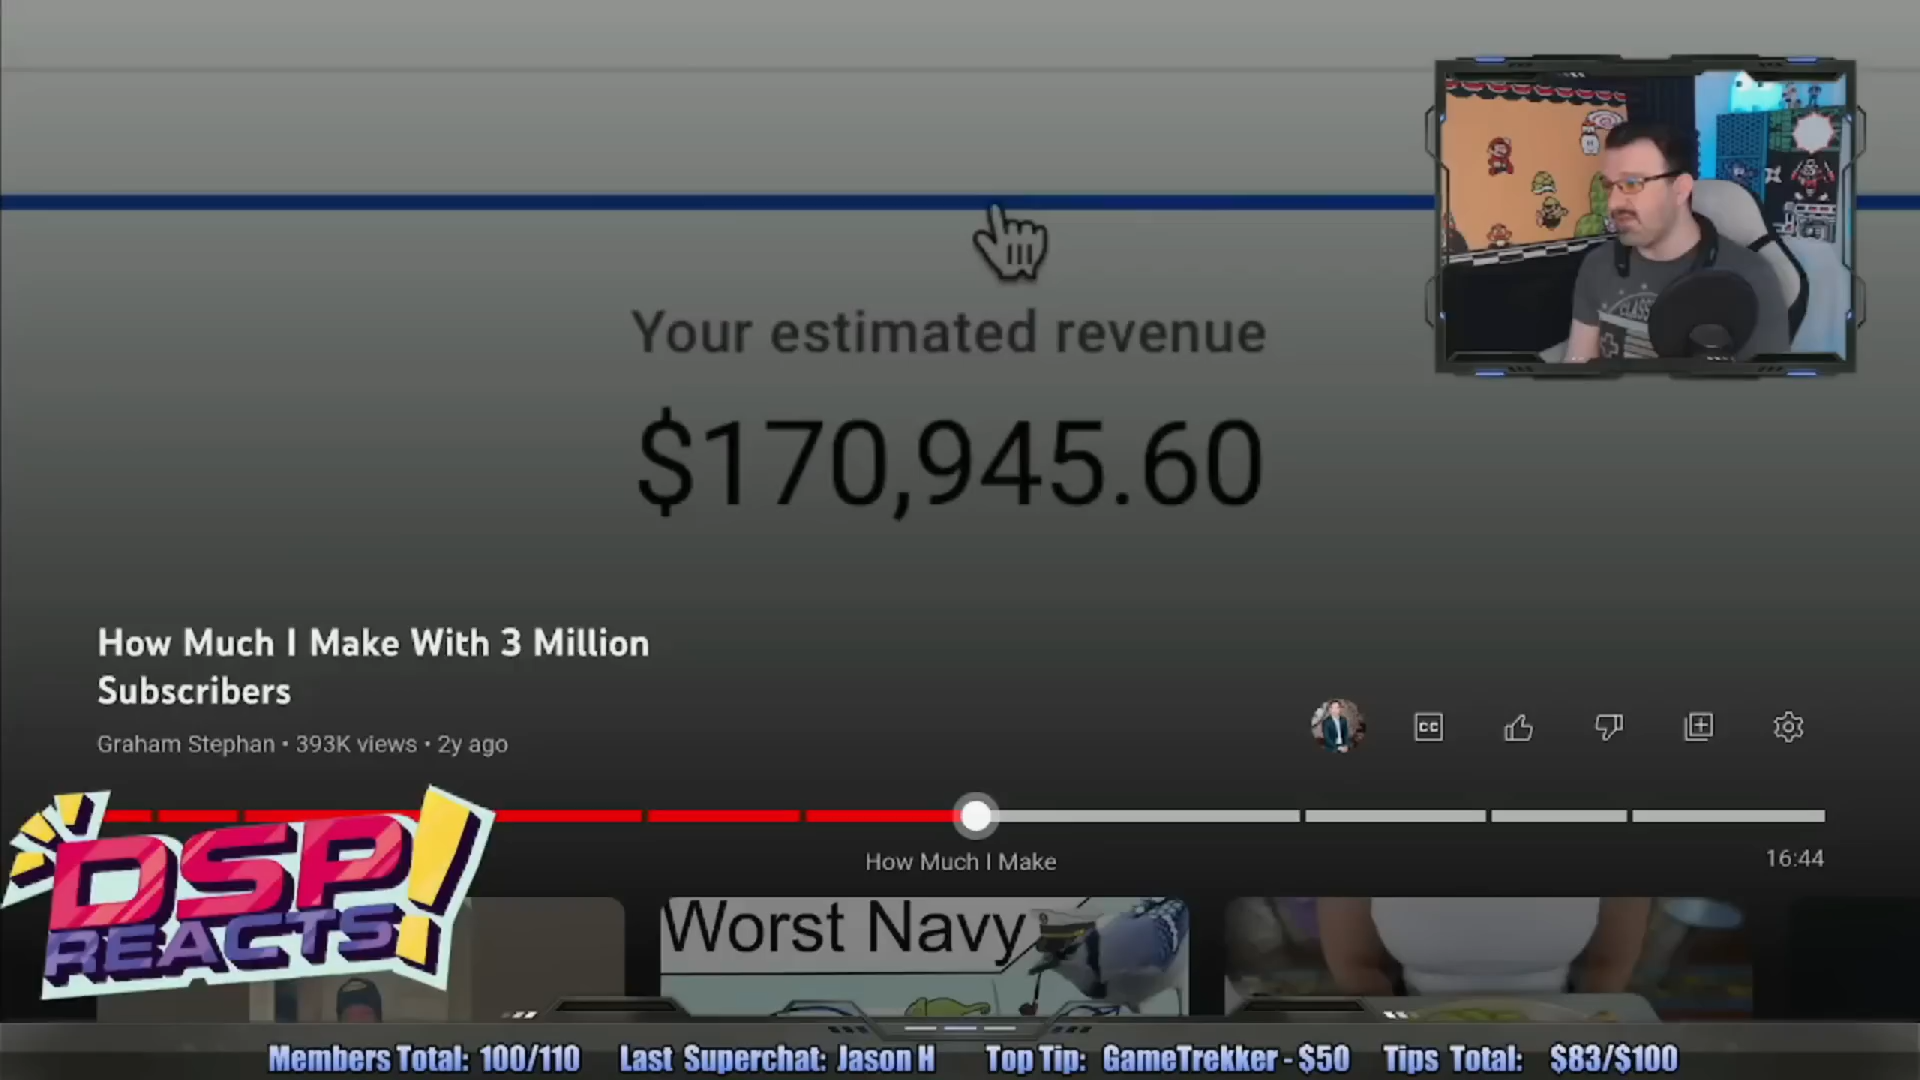 Your estimated revenue
$170,945.60
How Much I Make With 3 Million
Subscribers
Graham Stephan • 393K views • 2y ago
CC
How Much I Make
16:44
DSP
REACTS!
Worst Navy
CLASS
Members Total: 100/110 Last Superchat: Jason H Top Tip: GameTrekker - $50 Tips Total: $83/$100